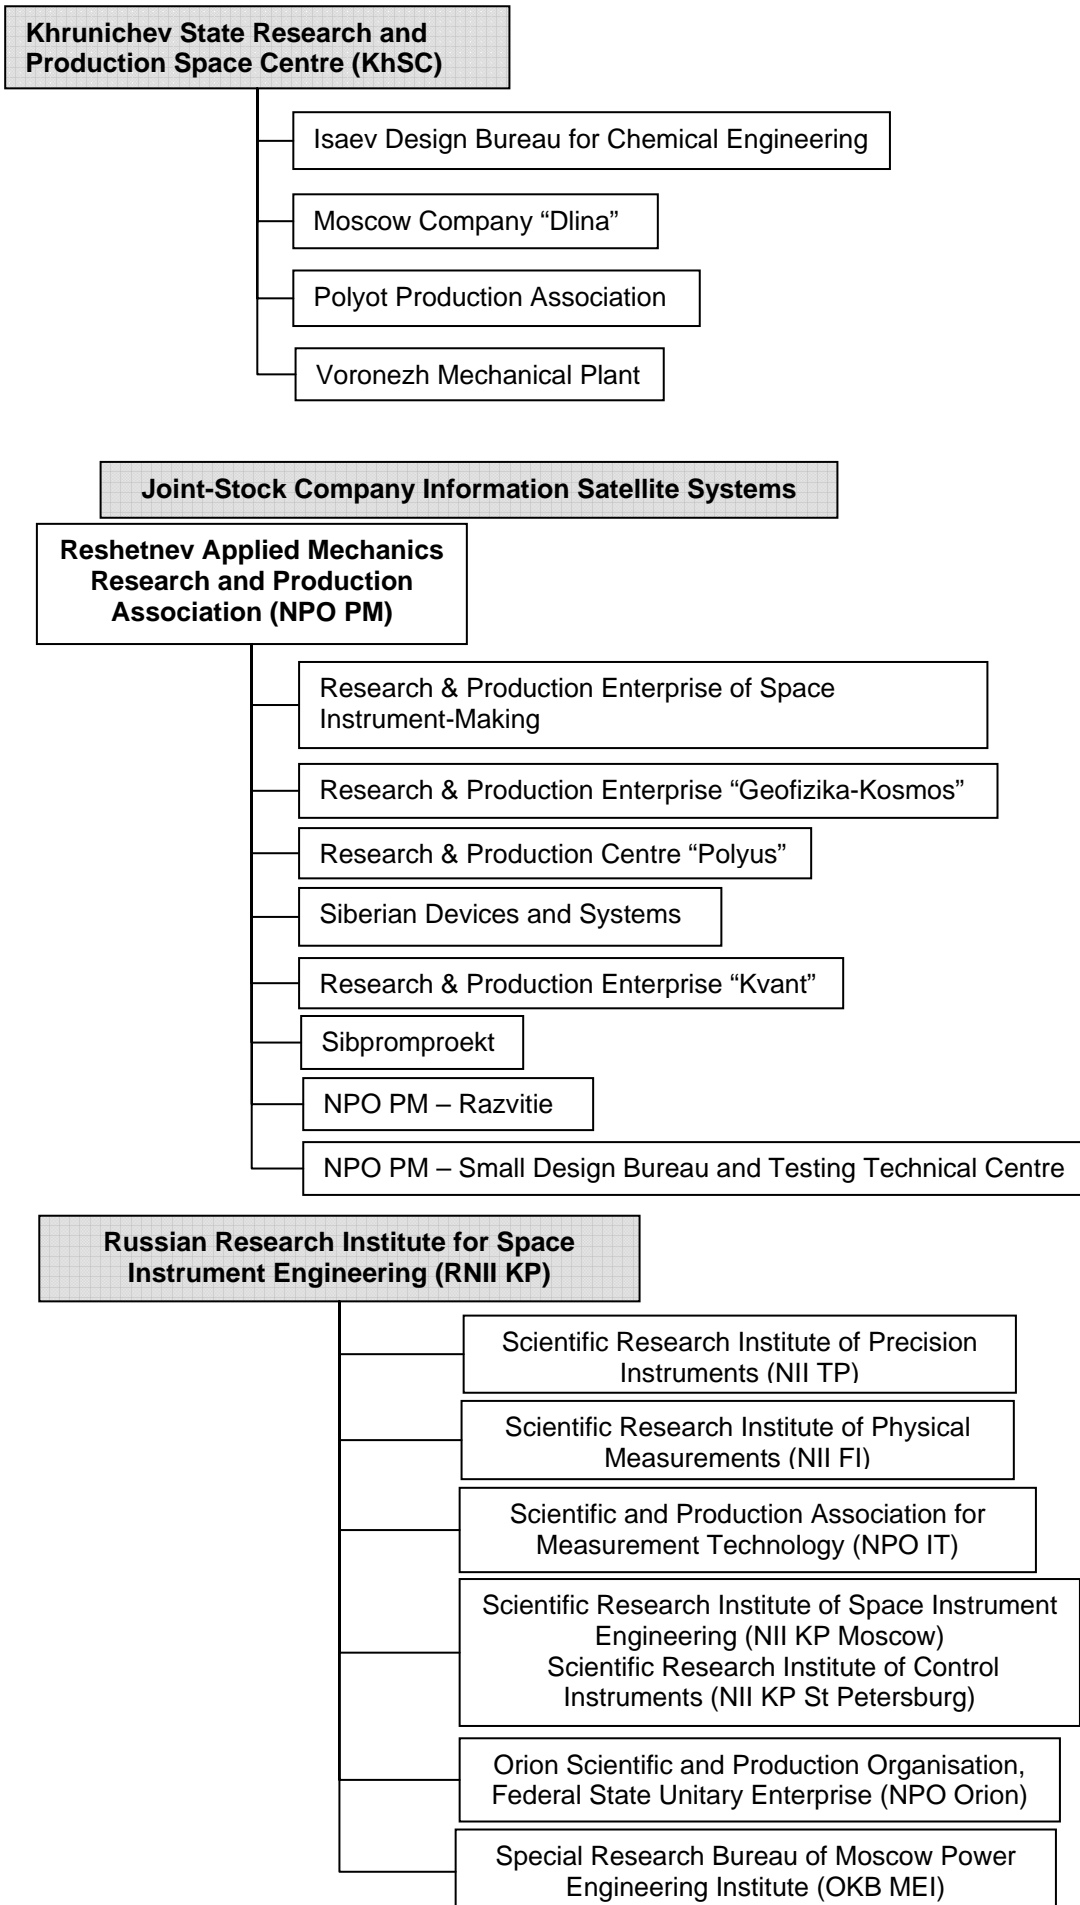 Khrunichev State Research and
Production Space Centre (KhSC)
Isaev Design Bureau for Chemical Engineering
Moscow Company “Dlina”
Polyot Production Association
Voronezh Mechanical Plant
Joint-Stock Company Information Satellite Systems
Reshetnev Applied Mechanics
Research and Production
Association (NPO PM)
Research & Production Enterprise of Space
Instrument-Making
Research & Production Enterprise “Geofizika-Kosmos”
Research & Production Centre “Polyus”
Siberian Devices and Systems
Research & Production Enterprise “Kvant”
Sibpromproekt
NPO PM – Razvitie
NPO PM – Small Design Bureau and Testing Technical Centre
Russian Research Institute for Space
Instrument Engineering (RNII KP)
Scientific Research Institute of Precision
Instruments (NII TP)
Scientific Research Institute of Physical
Measurements (NII FI)
Scientific and Production Association for
Measurement Technology (NPO IT)
Scientific Research Institute of Space Instrument
Engineering (NII KP Moscow)
Scientific Research Institute of Control
Instruments (NII KP St Petersburg)
Orion Scientific and Production Organisation,
Federal State Unitary Enterprise (NPO Orion)
Special Research Bureau of Moscow Power
Engineering Institute (OKB MEI)